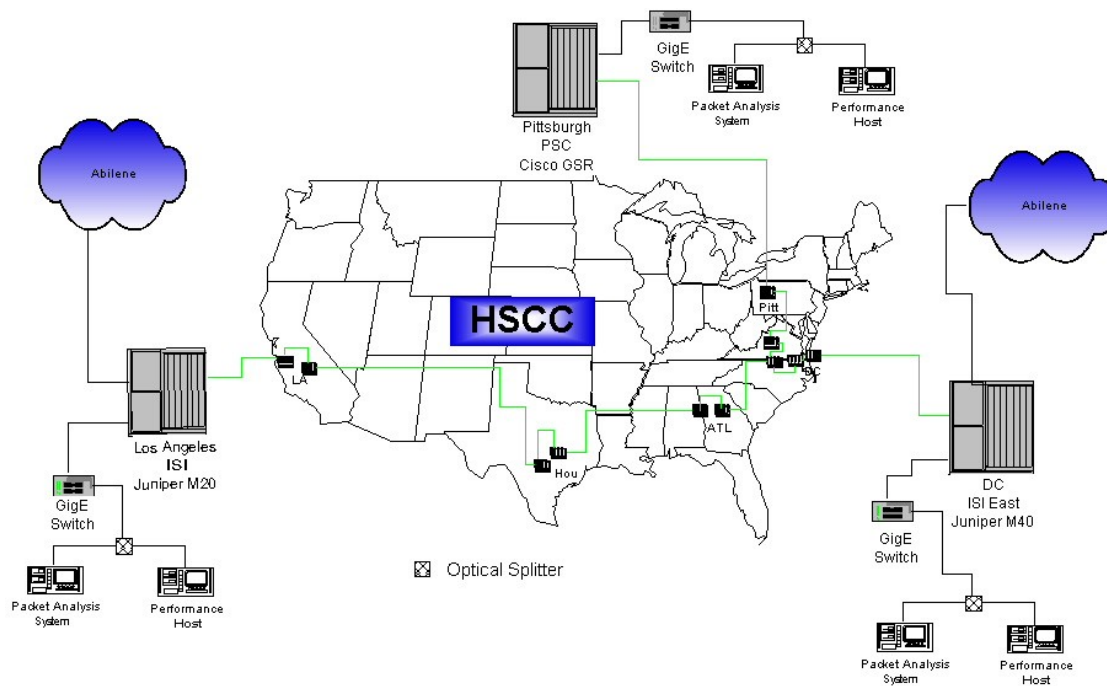 GigE
Switch
Packet Analysis
System
Performance
Host
Pittsburgh
PSC
Cisco GSR
Abilene
Abilene
HSCC
Pitt
LA
DC
ATL
Hou
Los Angeles
ISI
Juniper M20
GigE
Switch
Packet Analysis
System
Performance
Host
Optical Splitter
DC
ISI East
Juniper M40
GigE
Switch
Packet Analysis
System
Performance
Host